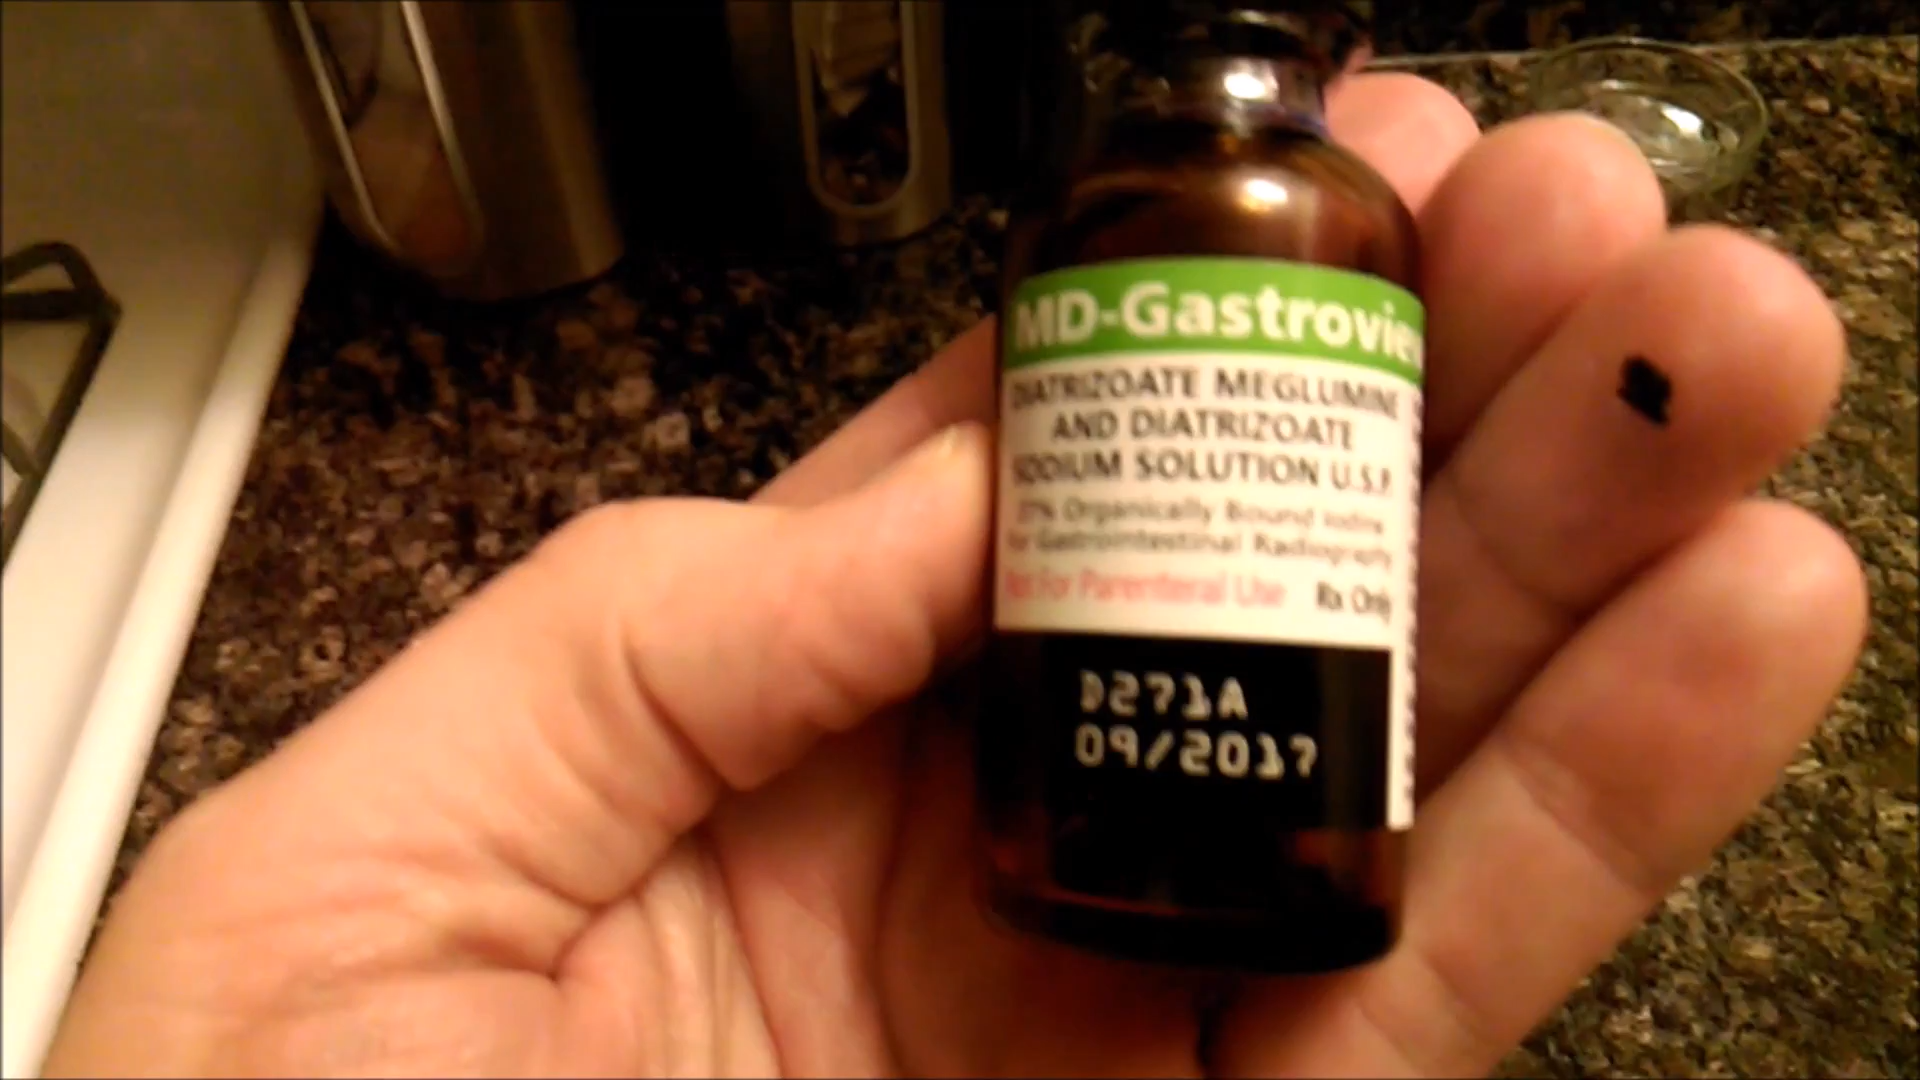 MD-Gastrovie
DIATRIZOATE MEGLUMINE
AND DIATRIZOATE
SODIUM SOLUTION U.S.P.
37% Organically Bound Iodine
for Gastrointestinal Radiography
Not For Parenteral Use Rx Only
D271A
09/2017